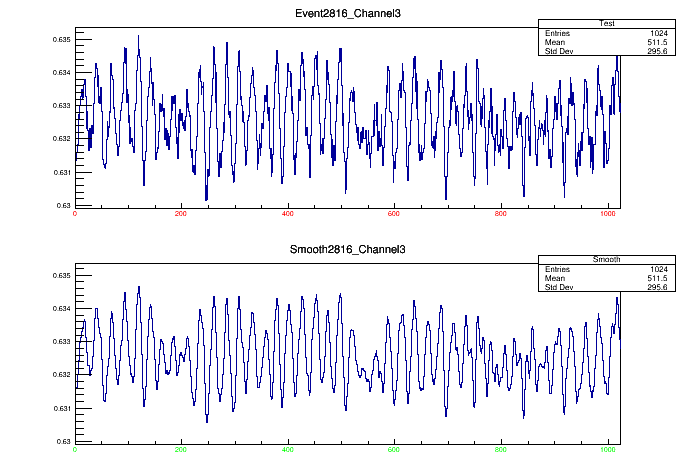 Event2816_Channel3
Test
Entries 1024
Mean 511.5
Std Dev 295.6
0.635
0.634
0.633
0.632
0.631
0.63
0 200 400 600 800 1000
Smooth2816_Channel3
Smooth
Entries 1024
Mean 511.5
Std Dev 295.6
0.635
0.634
0.633
0.632
0.631
0.63
0 200 400 600 800 1000